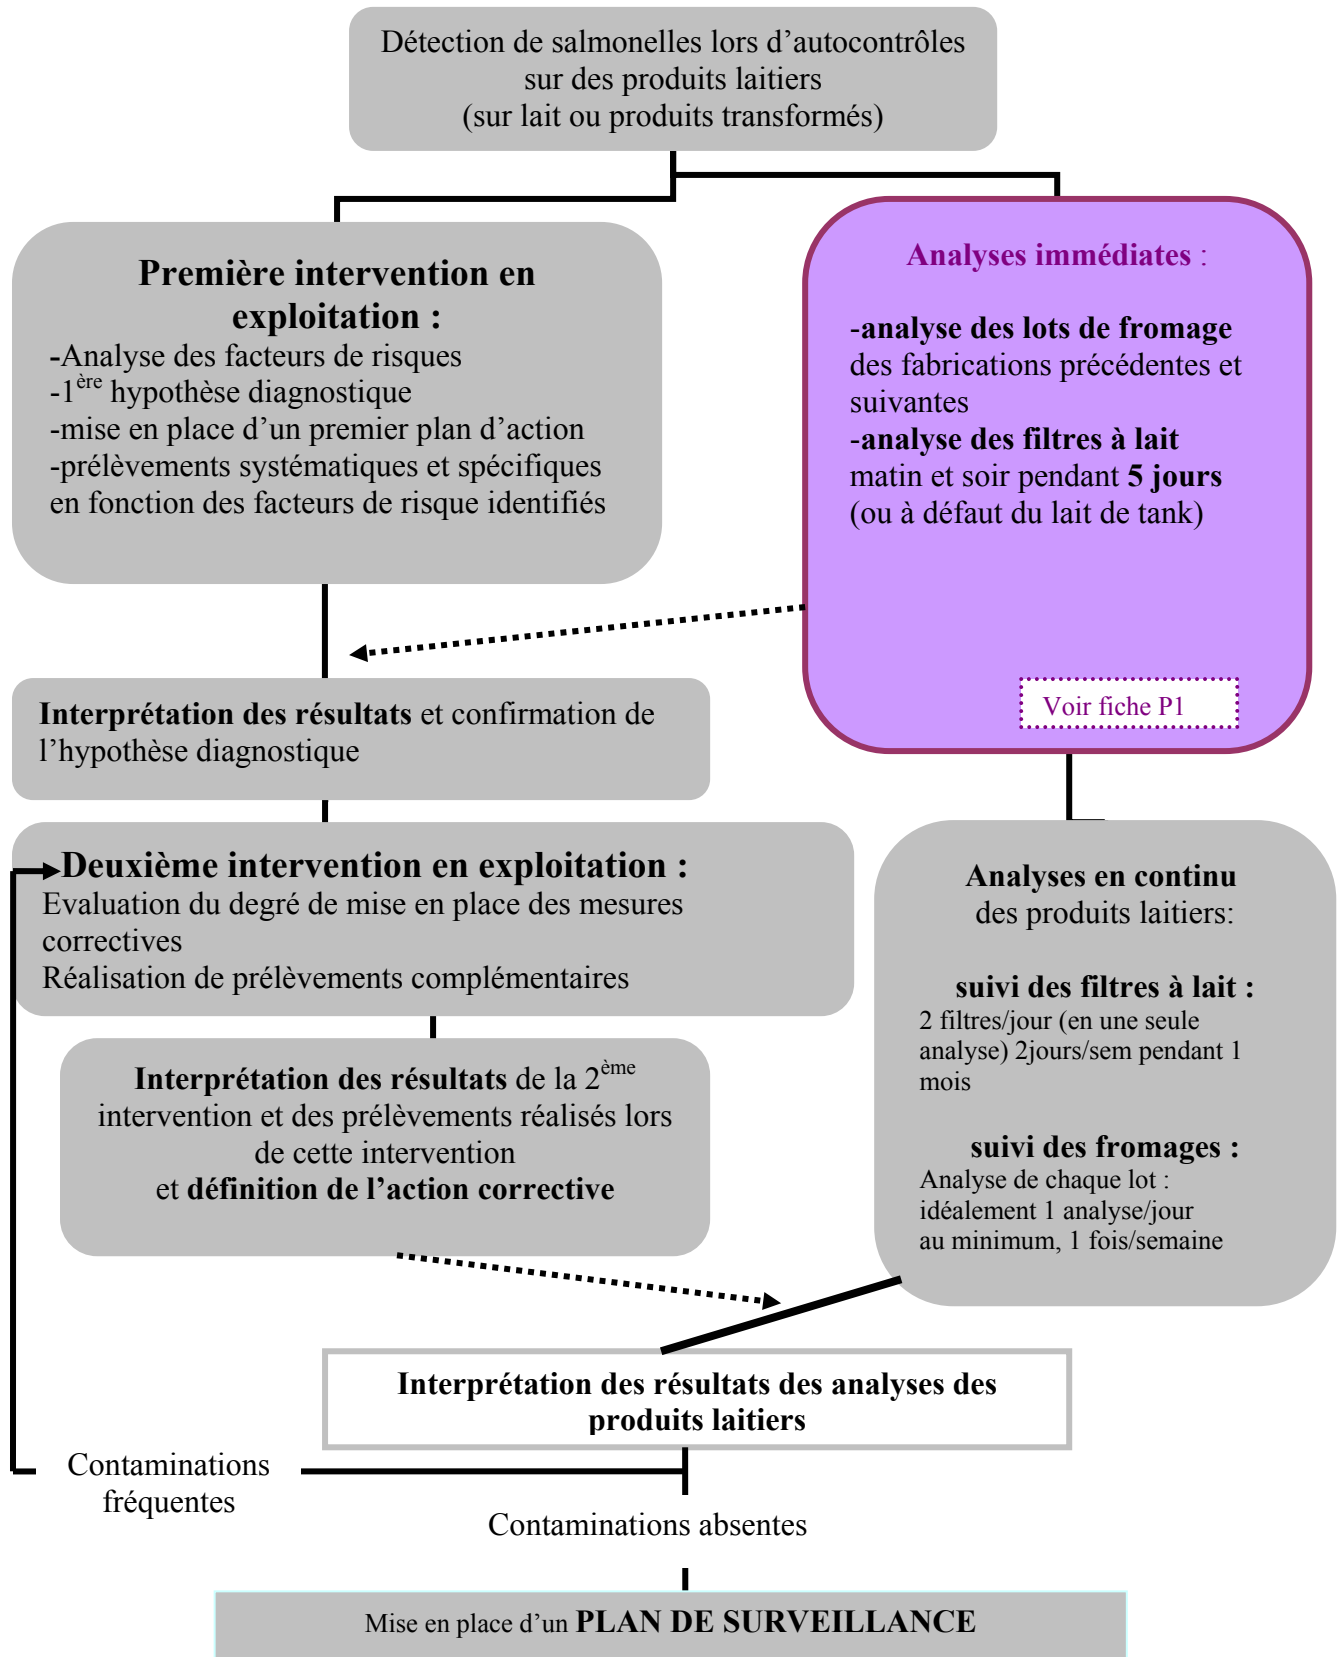 Détection de salmonelles lors d’autocontrôles
sur des produits laitiers
(sur lait ou produits transformés)
Première intervention en
exploitation :
-Analyse des facteurs de risques
-1ère hypothèse diagnostique
-mise en place d’un premier plan d’action
-prélèvements systématiques et spécifiques
en fonction des facteurs de risque identifiés
Analyses immédiates :
-analyse des lots de fromage
des fabrications précédentes et
suivantes
-analyse des filtres à lait
matin et soir pendant 5 jours
(ou à défaut du lait de tank)
Voir fiche P1
Interprétation des résultats et confirmation de
l’hypothèse diagnostique
Deuxième intervention en exploitation :
Evaluation du degré de mise en place des mesures
correctives
Réalisation de prélèvements complémentaires
Analyses en continu
des produits laitiers:
suivi des filtres à lait :
2 filtres/jour (en une seule
analyse) 2jours/sem pendant 1
mois
suivi des fromages :
Analyse de chaque lot :
idéalement 1 analyse/jour
au minimum, 1 fois/semaine
Interprétation des résultats de la 2ème
intervention et des prélèvements réalisés lors
de cette intervention
et définition de l’action corrective
Interprétation des résultats des analyses des
produits laitiers
Contaminations
fréquentes
Contaminations absentes
Mise en place d’un PLAN DE SURVEILLANCE